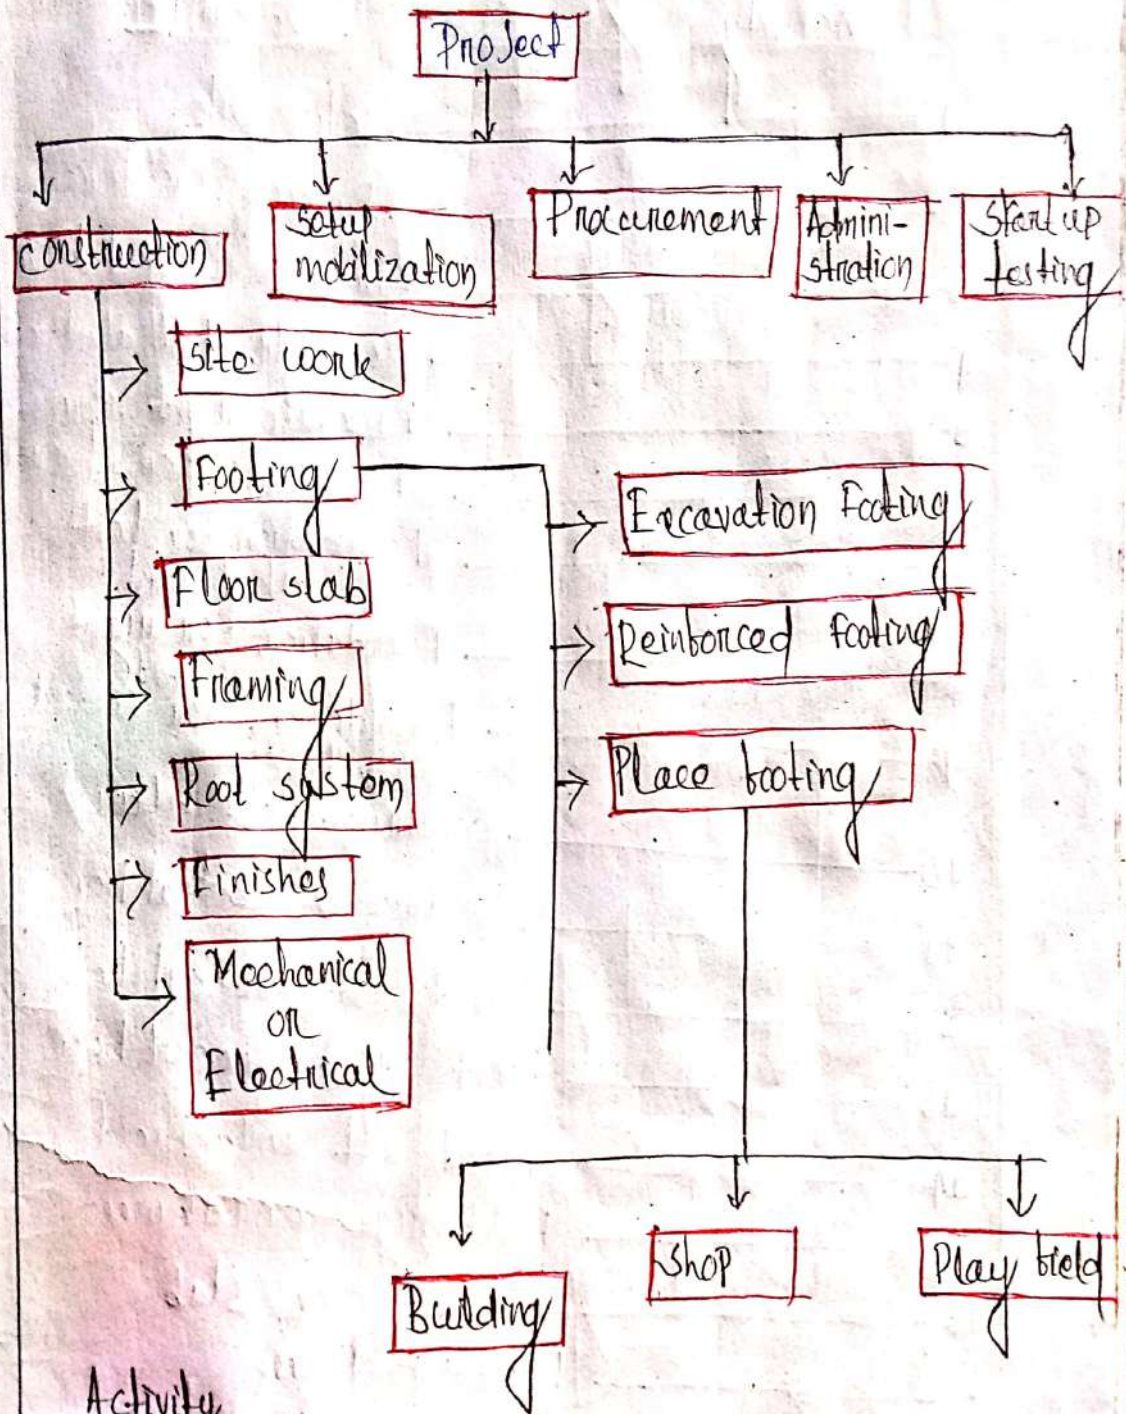 Project
Construction
Setup
mobilization
Procurement
Admini-
stration
Start up
testing
Site work
Footing
Floor slab
Framing
Roof system
Finishes
Mechanical
or
Electrical
Excavation Footing
Reinforced footing
Place footing
Building
Shop
Play field
Activity